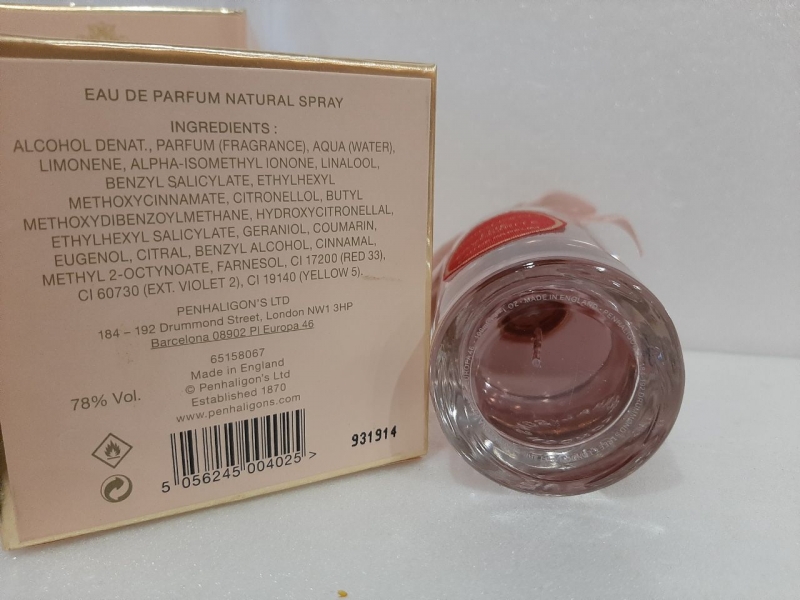 EAU DE PARFUM NATURAL SPRAY
INGREDIENTS :
ALCOHOL DENAT., PARFUM (FRAGRANCE), AQUA (WATER),
LIMONENE, ALPHA-ISOMETHYL IONONE, LINALOOL,
BENZYL SALICYLATE, ETHYLHEXYL
METHOXYCINNAMATE, CITRONELLOL, BUTYL
METHOXYDIBENZOYLMETHANE, HYDROXYCITRONELLAL,
ETHYLHEXYL SALICYLATE, GERANIOL, COUMARIN,
EUGENOL, CITRAL, BENZYL ALCOHOL, CINNAMAL,
METHYL 2-OCTYNOATE, FARNESOL, CI 17200 (RED 33),
CI 60730 (EXT. VIOLET 2), CI 19140 (YELLOW 5).
PENHALIGON'S LTD
184 – 192 Drummond Street, London NW1 3HP
Barcelona 08902 Pl Europa 46
65158067
Made in England
© Penhaligon's Ltd
Established 1870
www.penhaligons.com
78% Vol.
931914
5 056245 004025 >
MADE IN ENGLAND